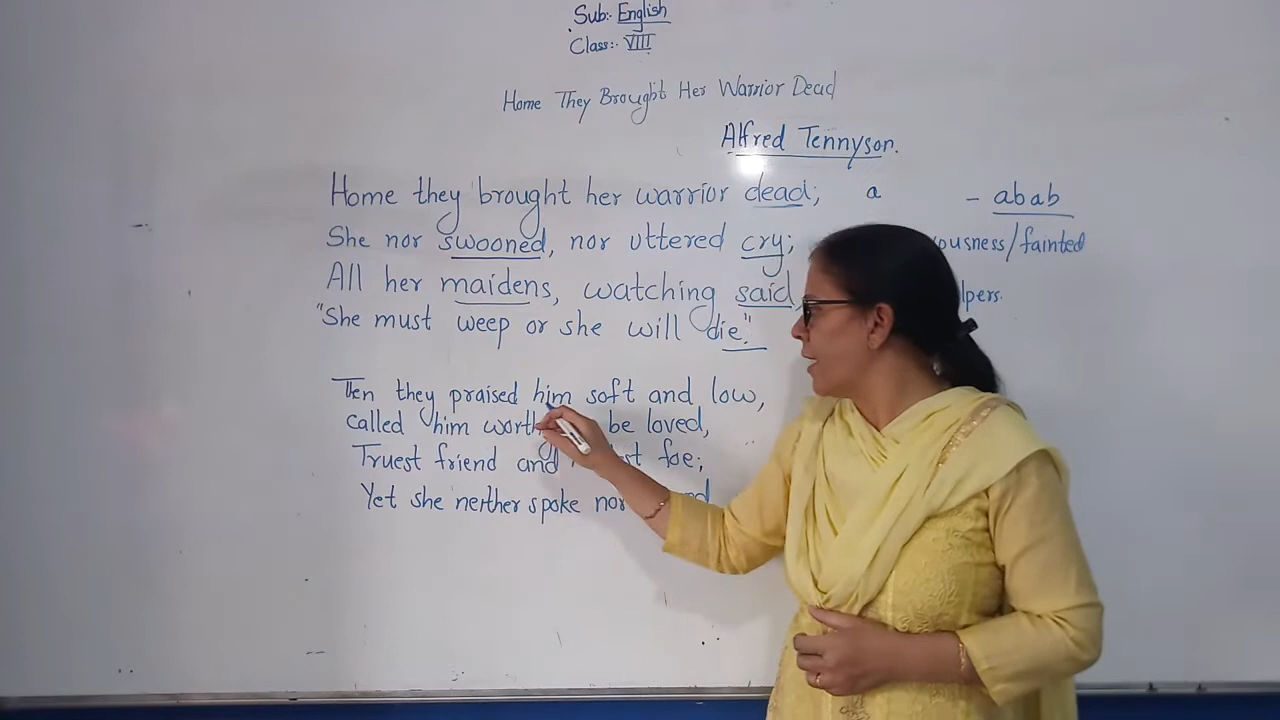 Sub:- English
Class:- VIII
Home They Brought Her Warrior Dead
Alfred Tennyson.
Home they brought her warrior dead; a - abab
She nor swooned, nor uttered cry; /fainted
All her maidens, watching said,
"She must weep or she will die."
Then they praised him soft and low,
called him be loved,
Truest friend and foe;
Yet she neither spoke nor